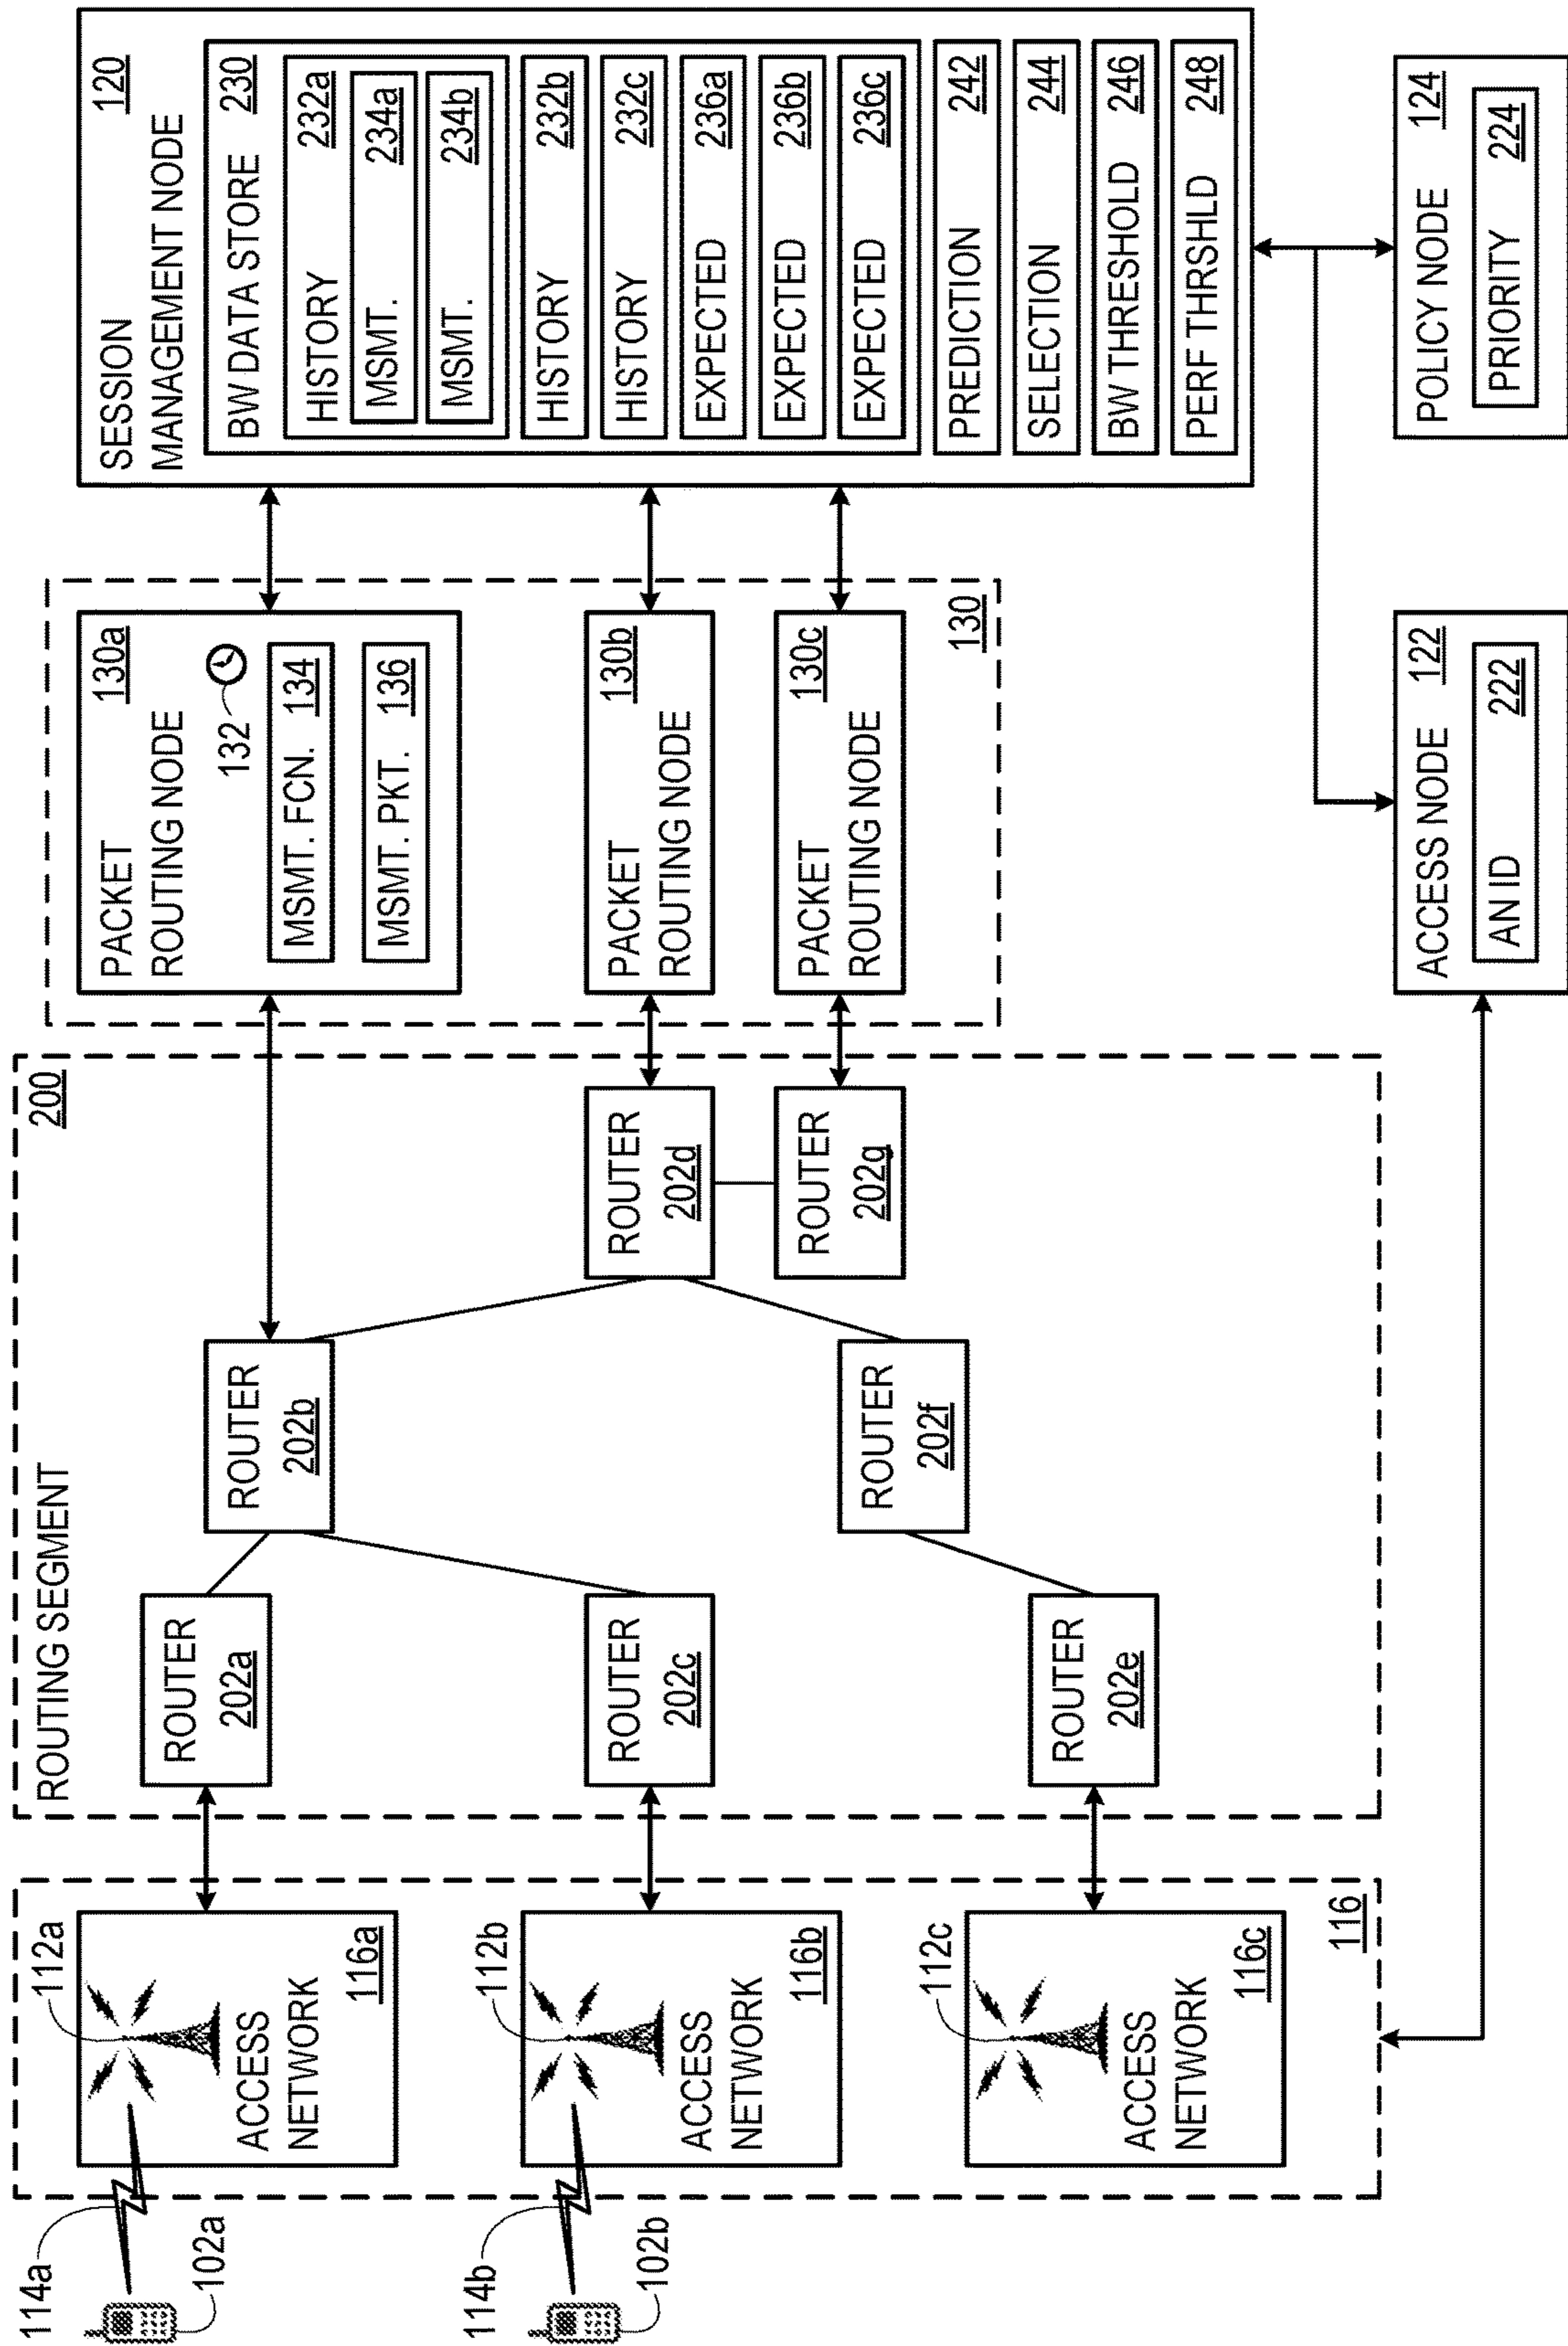 114a
102a
114b
102b
112a
ACCESS
NETWORK
116a
112b
ACCESS
NETWORK
116b
112c
ACCESS
NETWORK
116c
116
ROUTING SEGMENT
200
ROUTER
202a
ROUTER
202b
ROUTER
202c
ROUTER
202d
ROUTER
202e
ROUTER
202f
ROUTER
202g
PACKET
ROUTING NODE
130a
132
MSMT. FCN. 134
MSMT. PKT. 136
PACKET
ROUTING NODE
130b
PACKET
ROUTING NODE
130c
130
SESSION
MANAGEMENT NODE
120
BW DATA STORE 230
HISTORY 232a
MSMT. 234a
MSMT. 234b
HISTORY 232b
HISTORY 232c
EXPECTED 236a
EXPECTED 236b
EXPECTED 236c
PREDICTION 242
SELECTION 244
BW THRESHOLD 246
PERF THRSHLD 248
ACCESS NODE 122
AN ID 222
POLICY NODE 124
PRIORITY 224